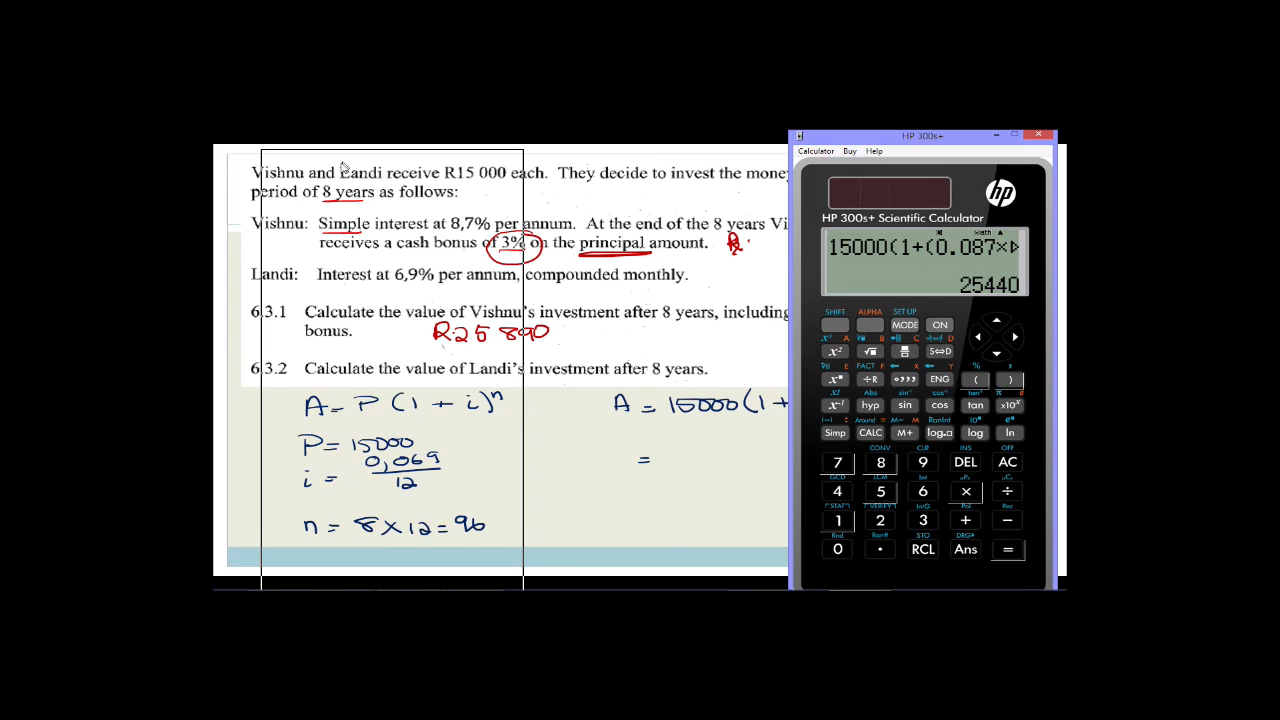 Vishnu and Landi receive R15 000 each. They decide to invest the money
period of 8 years as follows:
Vishnu: Simple interest at 8,7% per annum. At the end of the 8 years Vi
receives a cash bonus of 3% on the principal amount. R
Landi: Interest at 6,9% per annum, compounded monthly.
6.3.1 Calculate the value of Vishnu's investment after 8 years, including
bonus. R25 890
6.3.2 Calculate the value of Landi's investment after 8 years.
A = P (1 + i)^n
P = 15000
i = 0,069/12
n = 8 × 12 = 96
A = 15000(1+
=
HP 300s+
Calculator Buy Help
hp
HP 300s+ Scientific Calculator
Math
15000(1+(0.087×
25440
SHIFT ALPHA SET UP
MODE ON
x² √ S⇔D
÷R ENG ( )
x⁻¹ hyp sin cos tan ×10ˣ
Simp CALC M+ log log ln
7 8 9 DEL AC
4 5 6 × ÷
1 2 3 + −
0 . RCL Ans =